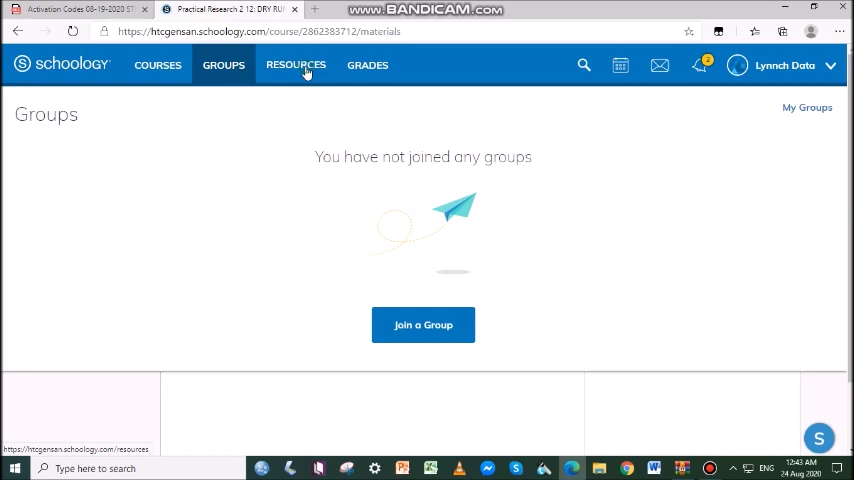 Activation Codes 08-19-2020 ST
Practical Research 2 12: DRY RUN
www.BANDICAM.com
https://htcgensan.schoology.com/course/2862383712/materials
S schoology
COURSES
GROUPS
RESOURCES
GRADES
2
Lynnch Data
Groups
My Groups
You have not joined any groups
Join a Group
S
https://htcgensan.schoology.com/resources
Type here to search
ENG
12:43 AM
24 Aug 2020